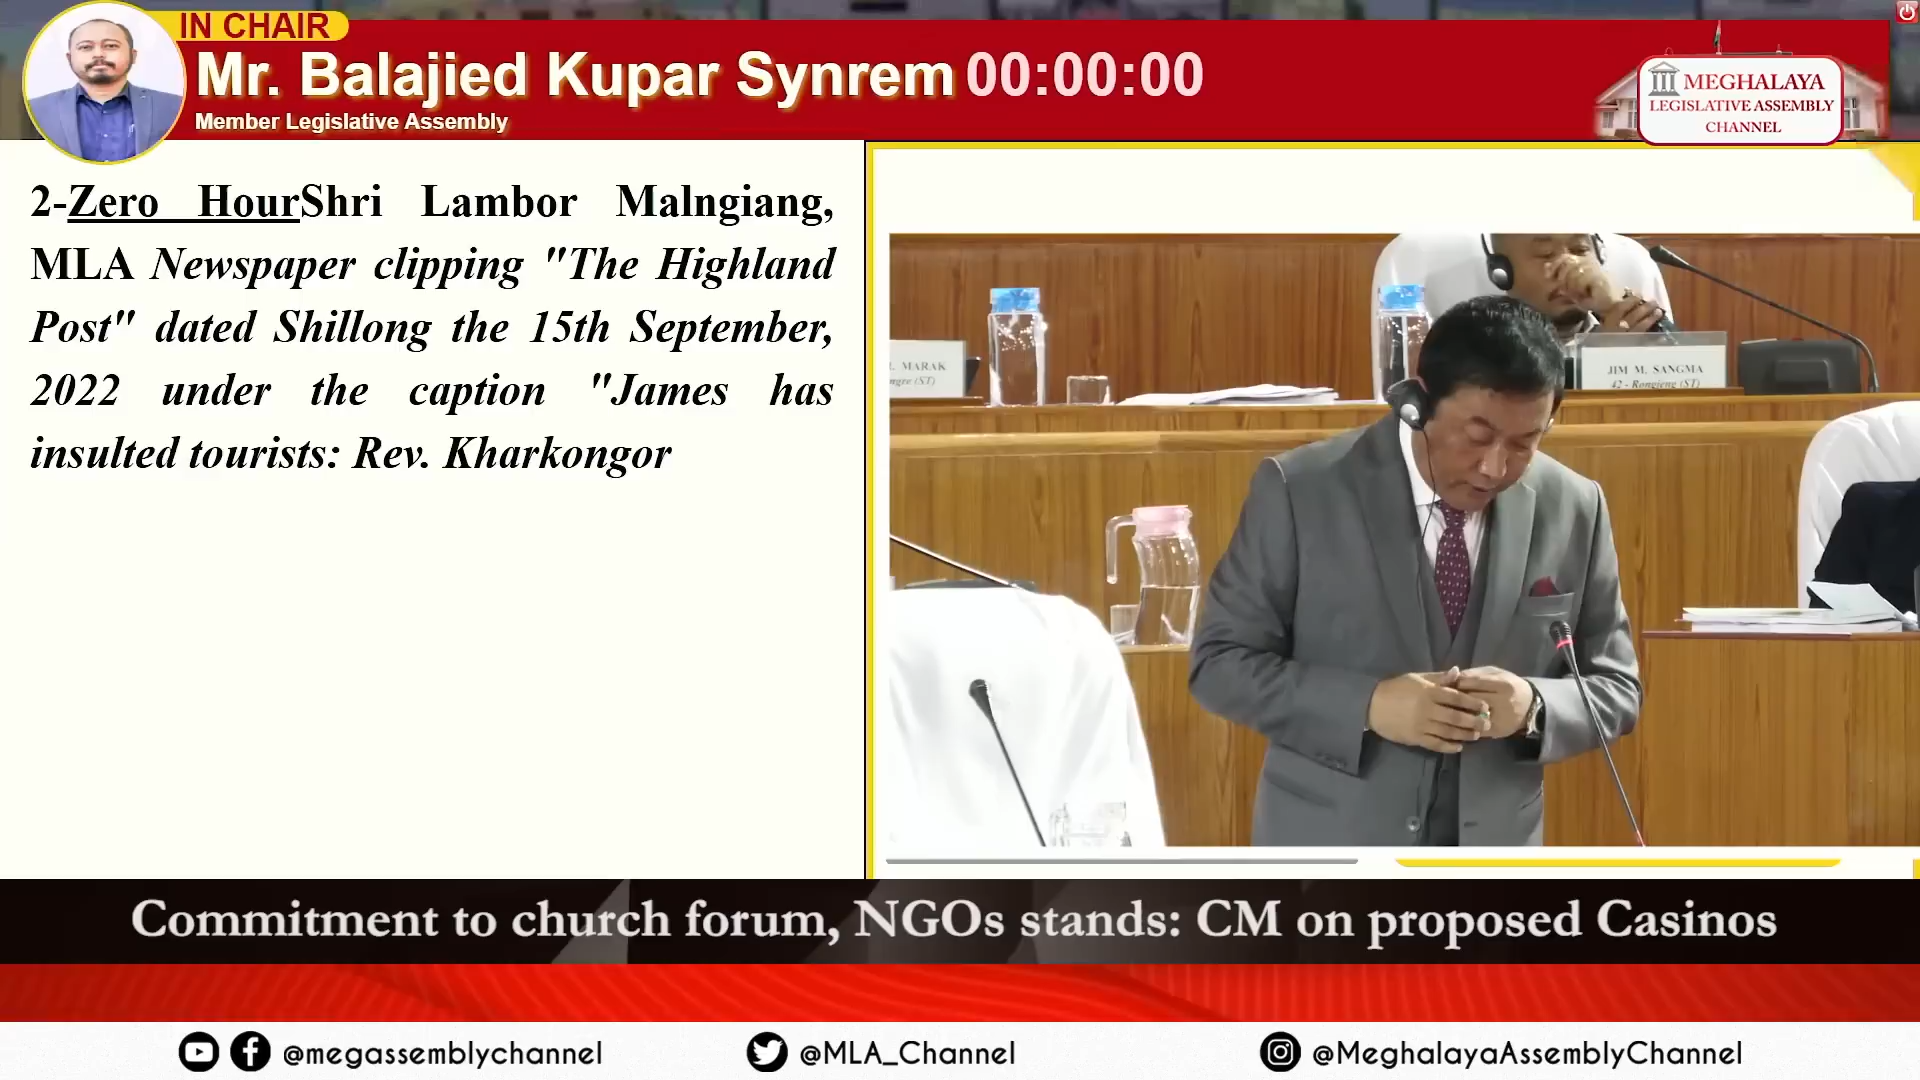 IN CHAIR
Mr. Balajied Kupar Synrem 00:00:00
Member Legislative Assembly
MEGHALAYA
LEGISLATIVE ASSEMBLY
CHANNEL
2-Zero HourShri Lambor Malngiang,
MLA Newspaper clipping "The Highland
Post" dated Shillong the 15th September,
2022 under the caption "James has
insulted tourists: Rev. Kharkongor
MARAK
(ST)
JIM M. SANGMA
42 - Rongjeng (ST)
Commitment to church forum, NGOs stands: CM on proposed Casinos
@megassemblychannel
@MLA_Channel
@MeghalayaAssemblyChannel